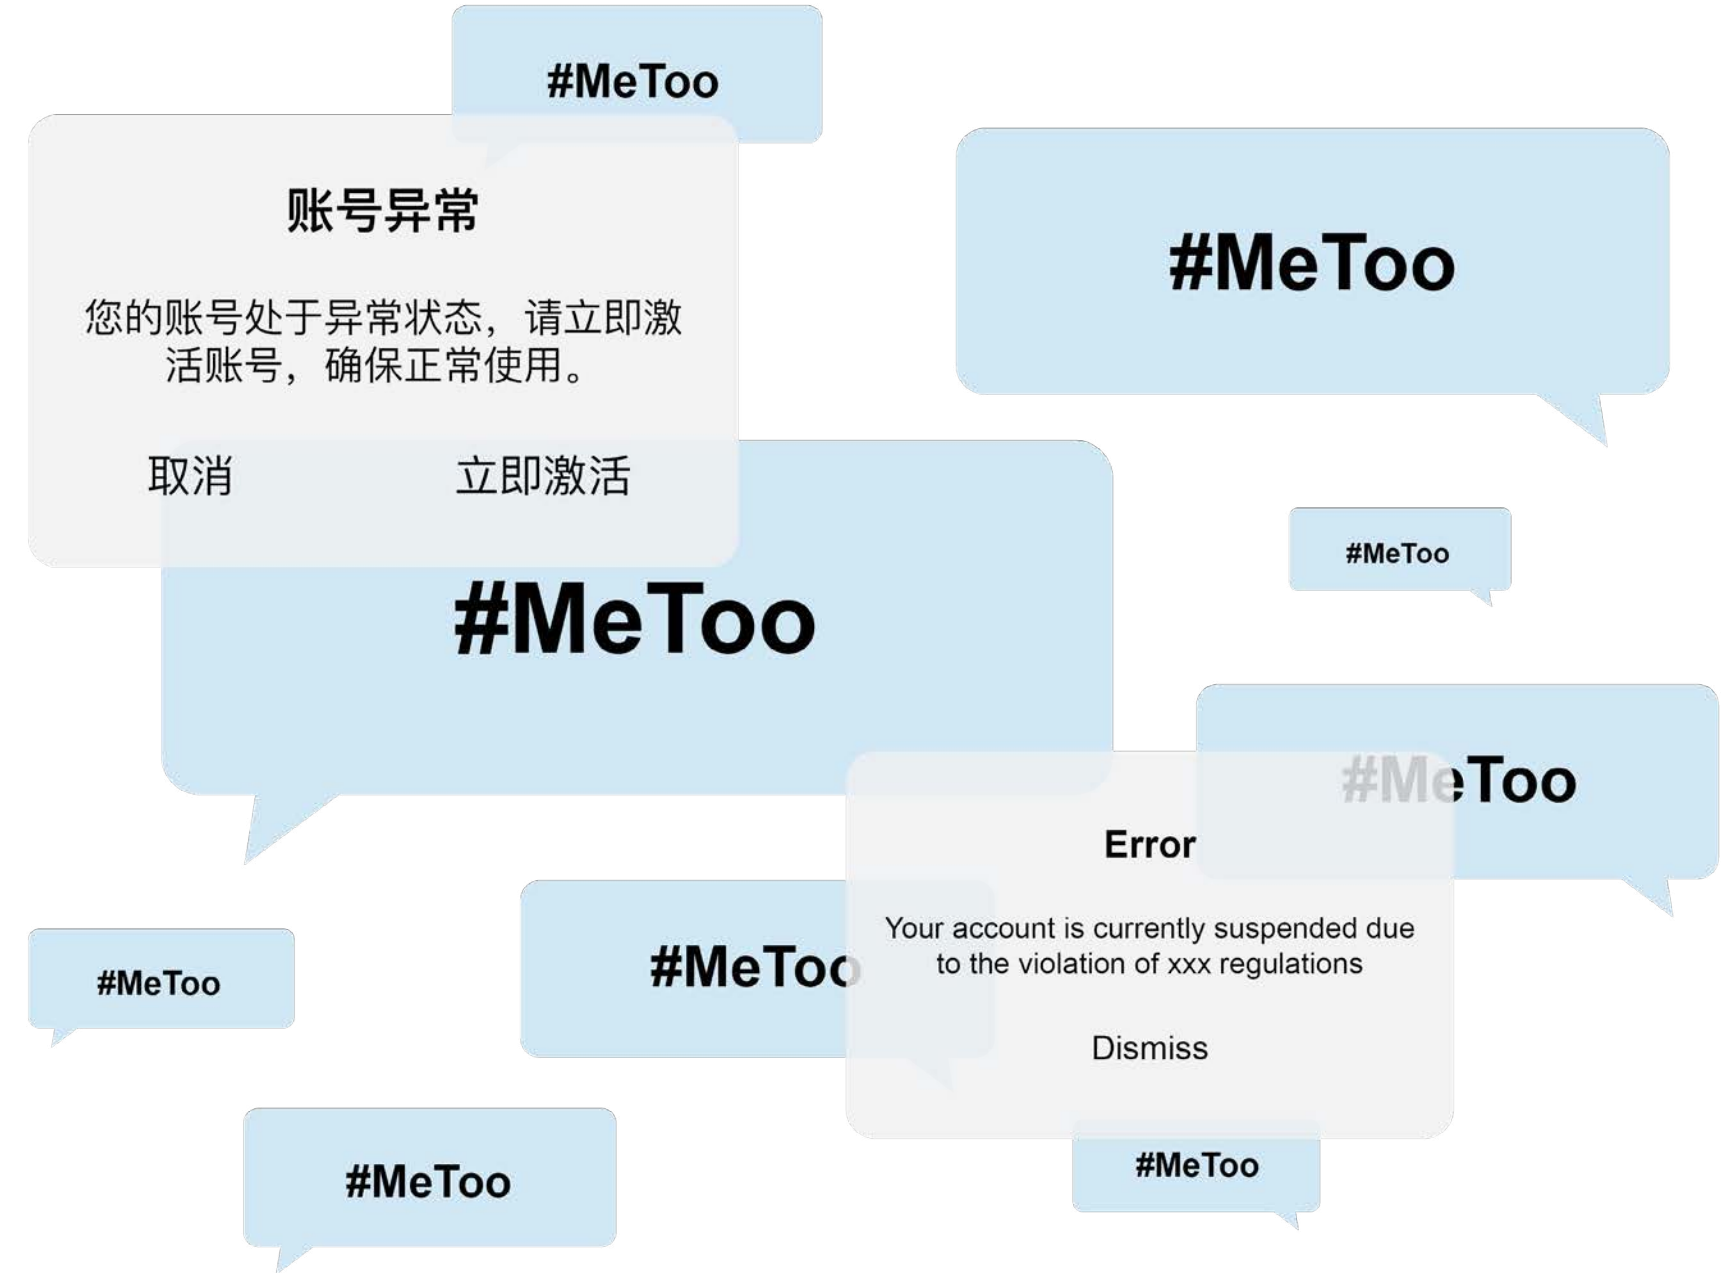 #MeToo
账号异常
您的账号处于异常状态，请立即激
活账号，确保正常使用。
取消
立即激活
#MeToo
#MeToo
#MeToo
#MeToo
Error
Your account is currently suspended due
to the violation of xxx regulations
Dismiss
#MeToo
#MeToo
#MeToo
#MeToo